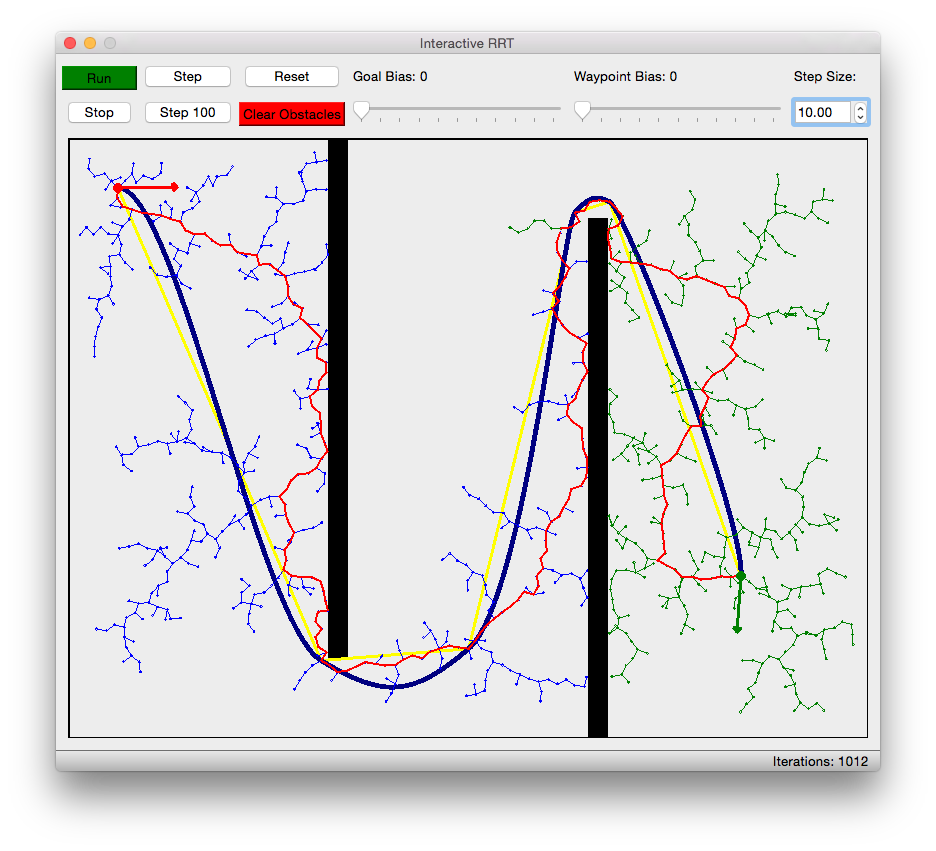 Interactive RRT
Run Step Reset Goal Bias: 0 Waypoint Bias: 0 Step Size:
Stop Step 100 Clear Obstacles 10.00
Iterations: 1012